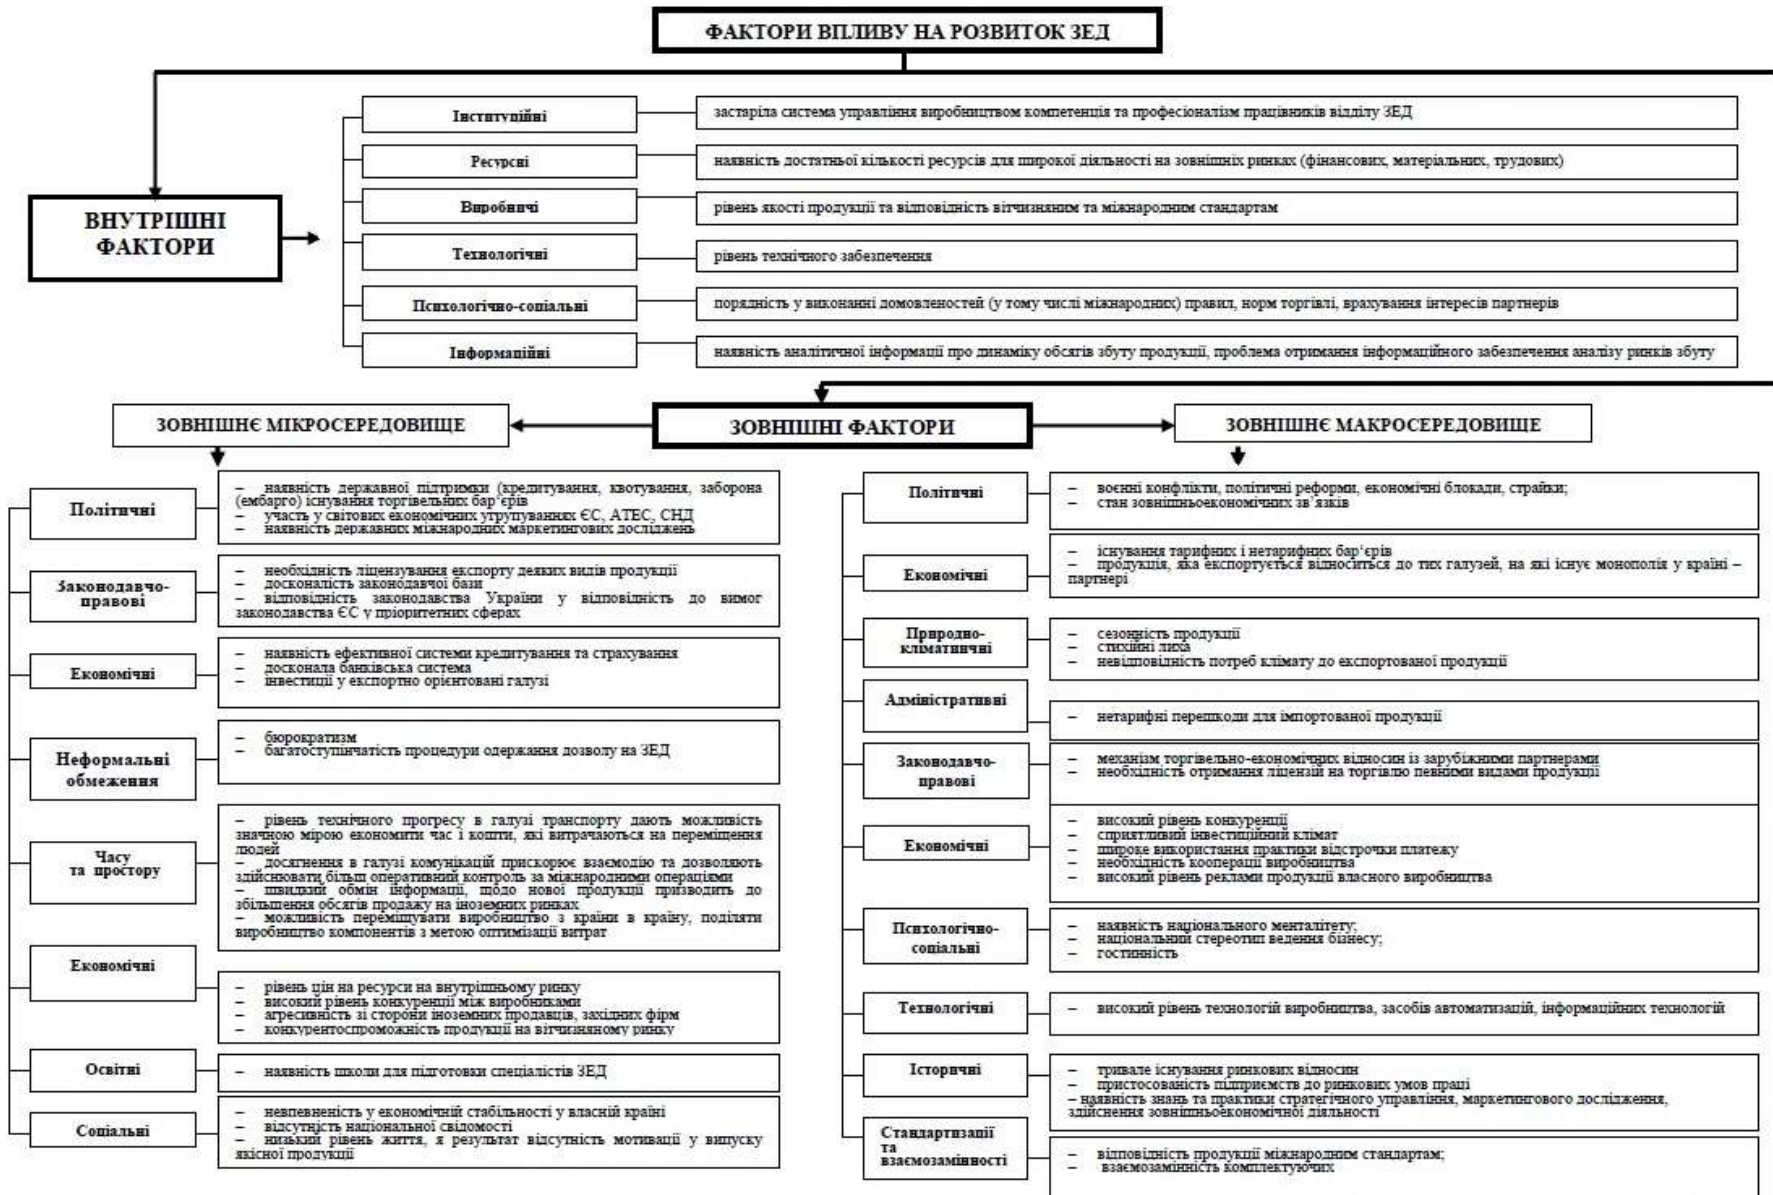 ФАКТОРИ ВПЛИВУ НА РОЗВИТОК ЗЕД
ВНУТРІШНІ
ФАКТОРИ
Інституційні
застаріла система управління виробництвом компетенція та професіоналізм працівників відділу ЗЕД
Ресурсні
наявність достатньої кількості ресурсів для широкої діяльності на зовнішніх ринках (фінансових, матеріальних, трудових)
Виробничі
рівень якості продукції та відповідність вітчизняним та міжнародним стандартам
Технологічні
рівень технічного забезпечення
Психологічно-соціальні
порядність у виконанні домовленостей (у тому числі міжнародних) правил, норм торгівлі, врахування інтересів партнерів
Інформаційні
наявність аналітичної інформації про динаміку обсягів збуту продукції, проблема отримання інформаційного забезпечення аналізу ринків збуту
ЗОВНІШНЄ МІКРОСЕРЕДОВИЩЕ
ЗОВНІШНІ ФАКТОРИ
ЗОВНІШНЄ МАКРОСЕРЕДОВИЩЕ
Політичні
– наявність державної підтримки (кредитування, квотування, заборона
(ембарго) існування торгівельних бар‘єрів
– участь у світових економічних угрупуваннях ЄС, АТЕС, СНД
– наявність державних міжнародних маркетингових досліджень
Законодавчо-
правові
– необхідність ліцензування експорту деяких видів продукції
– досконалість законодавчої бази
– відповідність законодавства України у відповідність до вимог
законодавства ЄС у пріоритетних сферах
Економічні
– наявність ефективної системи кредитування та страхування
– досконала банківська система
– інвестиції у експортно орієнтовані галузі
Неформальні
обмеження
– бюрократизм
– багатоступінчатість процедури одержання дозволу на ЗЕД
Часу
та простору
– рівень технічного прогресу в галузі транспорту дають можливість
значною мірою економити час і кошти, які витрачаються на переміщення
людей
– досягнення в галузі комунікацій прискорює взаємодію та дозволяють
здійснювати більш оперативний контроль за міжнародними операціями
– швидкий обмін інформації, щодо нової продукції призводить до
збільшення обсягів продажу на іноземних ринках
– можливість переміщувати виробництво з країни в країну, поділяти
виробництво компонентів з метою оптимізації витрат
Економічні
– рівень цін на ресурси на внутрішньому ринку
– високий рівень конкуренції між виробниками
– агресивність зі сторони іноземних продавців, західних фірм
– конкурентоспроможність продукції на вітчизняному ринку
Освітні
– наявність школи для підготовки спеціалістів ЗЕД
Соціальні
– невпевненість у економічній стабільності у власній країні
– відсутність національної свідомості
– низький рівень життя, я результат відсутність мотивації у випуску
якісної продукції
Політичні
– воєнні конфлікти, політичні реформи, економічні блокади, страйки;
– стан зовнішньоекономічних зв’язків
Економічні
– існування тарифних і нетарифних бар‘єрів
– продукція, яка експортується відноситься до тих галузей, на які існує монополія у країні –
партнері
Природно-
кліматичні
– сезонність продукції
– стихійні лиха
– невідповідність потреб клімату до експортованої продукції
Адміністративні
– нетарифні перешкоди для імпортованої продукції
Законодавчо-
правові
– механізм торгівельно-економічних відносин із зарубіжними партнерами
– необхідність отримання ліцензій на торгівлю певними видами продукції
Економічні
– високий рівень конкуренції
– сприятливий інвестиційний клімат
– широке використання практики відстрочки платежу
– необхідність кооперації виробництва
– високий рівень реклами продукції власного виробництва
Психологічно-
соціальні
– наявність національного менталітету;
– національний стереотип ведення бізнесу;
– гостинність
Технологічні
– високий рівень технологій виробництва, засобів автоматизацій, інформаційних технологій
Історичні
– тривале існування ринкових відносин
– пристосованість підприємств до ринкових умов праці
– наявність знань та практики стратегічного управління, маркетингового дослідження,
здійснення зовнішньоекономічної діяльності
Стандартизації
та
взаємозамінності
– відповідність продукції міжнародним стандартам;
– взаємозамінність комплектуючих